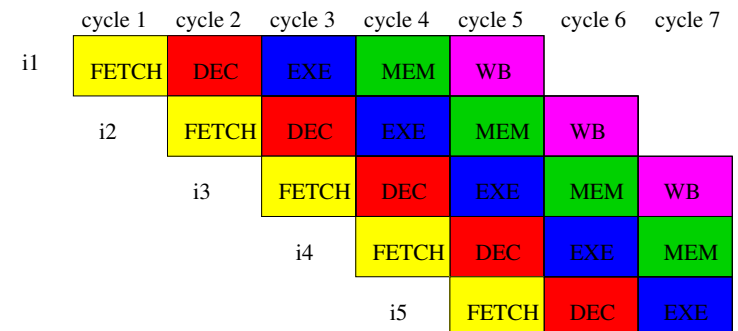 cycle 1 cycle 2 cycle 3 cycle 4 cycle 5 cycle 6 cycle 7
i1 FETCH DEC EXE MEM WB
i2 FETCH DEC EXE MEM WB
i3 FETCH DEC EXE MEM WB
i4 FETCH DEC EXE MEM
i5 FETCH DEC EXE